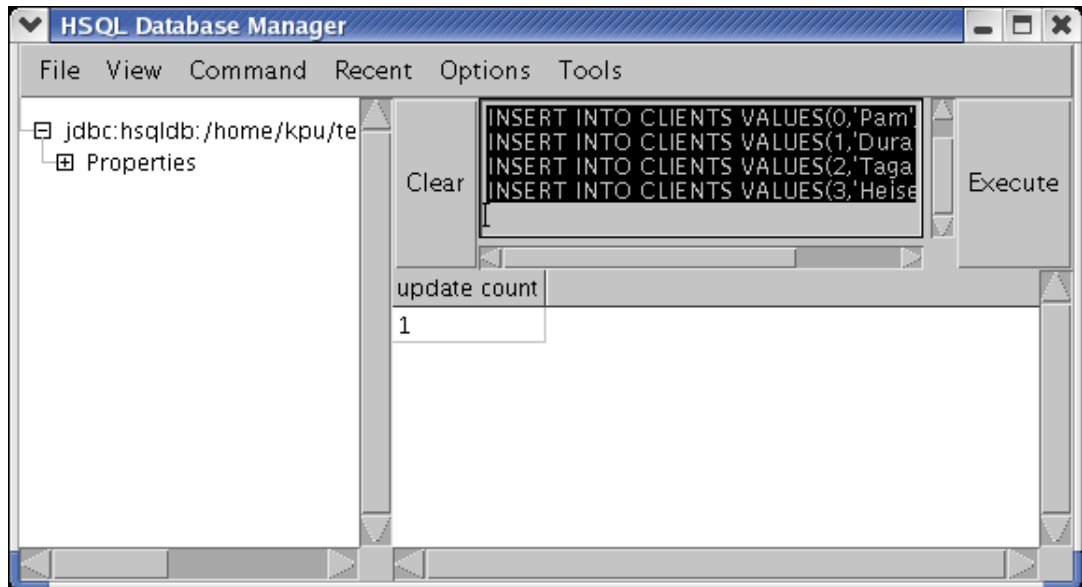 HSQL Database Manager
File View Command Recent Options Tools
jdbc:hsqldb:/home/kpu/te
Properties
Clear
INSERT INTO CLIENTS VALUES(0,'Pam'
INSERT INTO CLIENTS VALUES(1,'Dura
INSERT INTO CLIENTS VALUES(2,'Taga
INSERT INTO CLIENTS VALUES(3,'Heise
Execute
update count
1